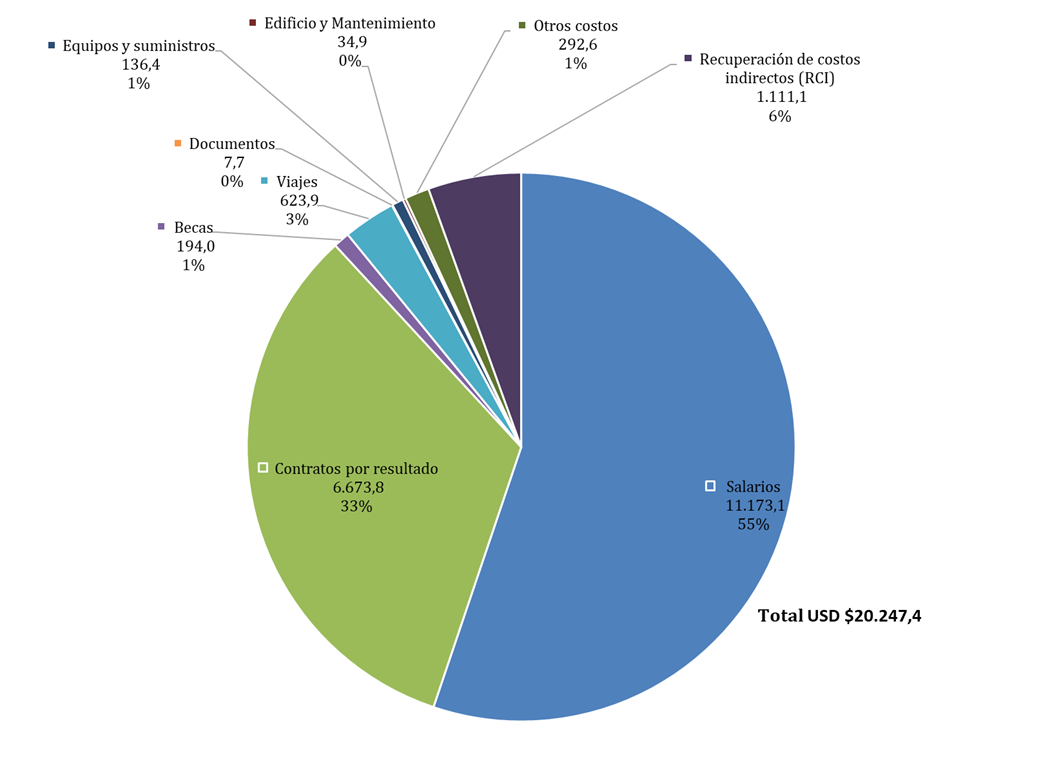 Edificio y Mantenimiento
34,9
0%
Otros costos
292,6
1%
Equipos y suministros
136,4
1%
Recuperación de costos
indirectos (RCI)
1.111,1
6%
Documentos
7,7
0%
Viajes
623,9
3%
Becas
194,0
1%
Contratos por resultado
6.673,8
33%
Salarios
11.173,1
55%
Total USD $20.247,4